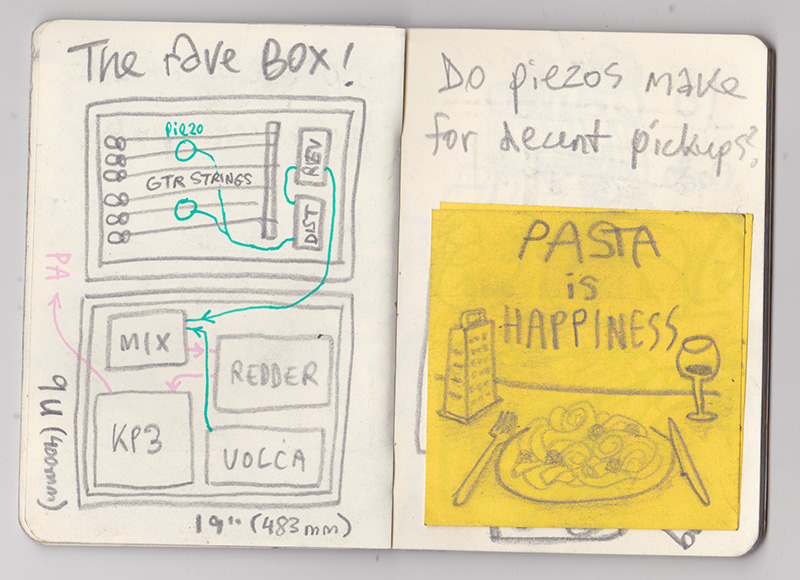 The rave BOX!
Piezo
GTR STRINGS
REV
DIST
PA
MIX
REDDER
KP3
VOLCA
9U (400mm)
19" (483mm)
Do piezos make
for decent pickups?
PASTA
is
HAPPINESS